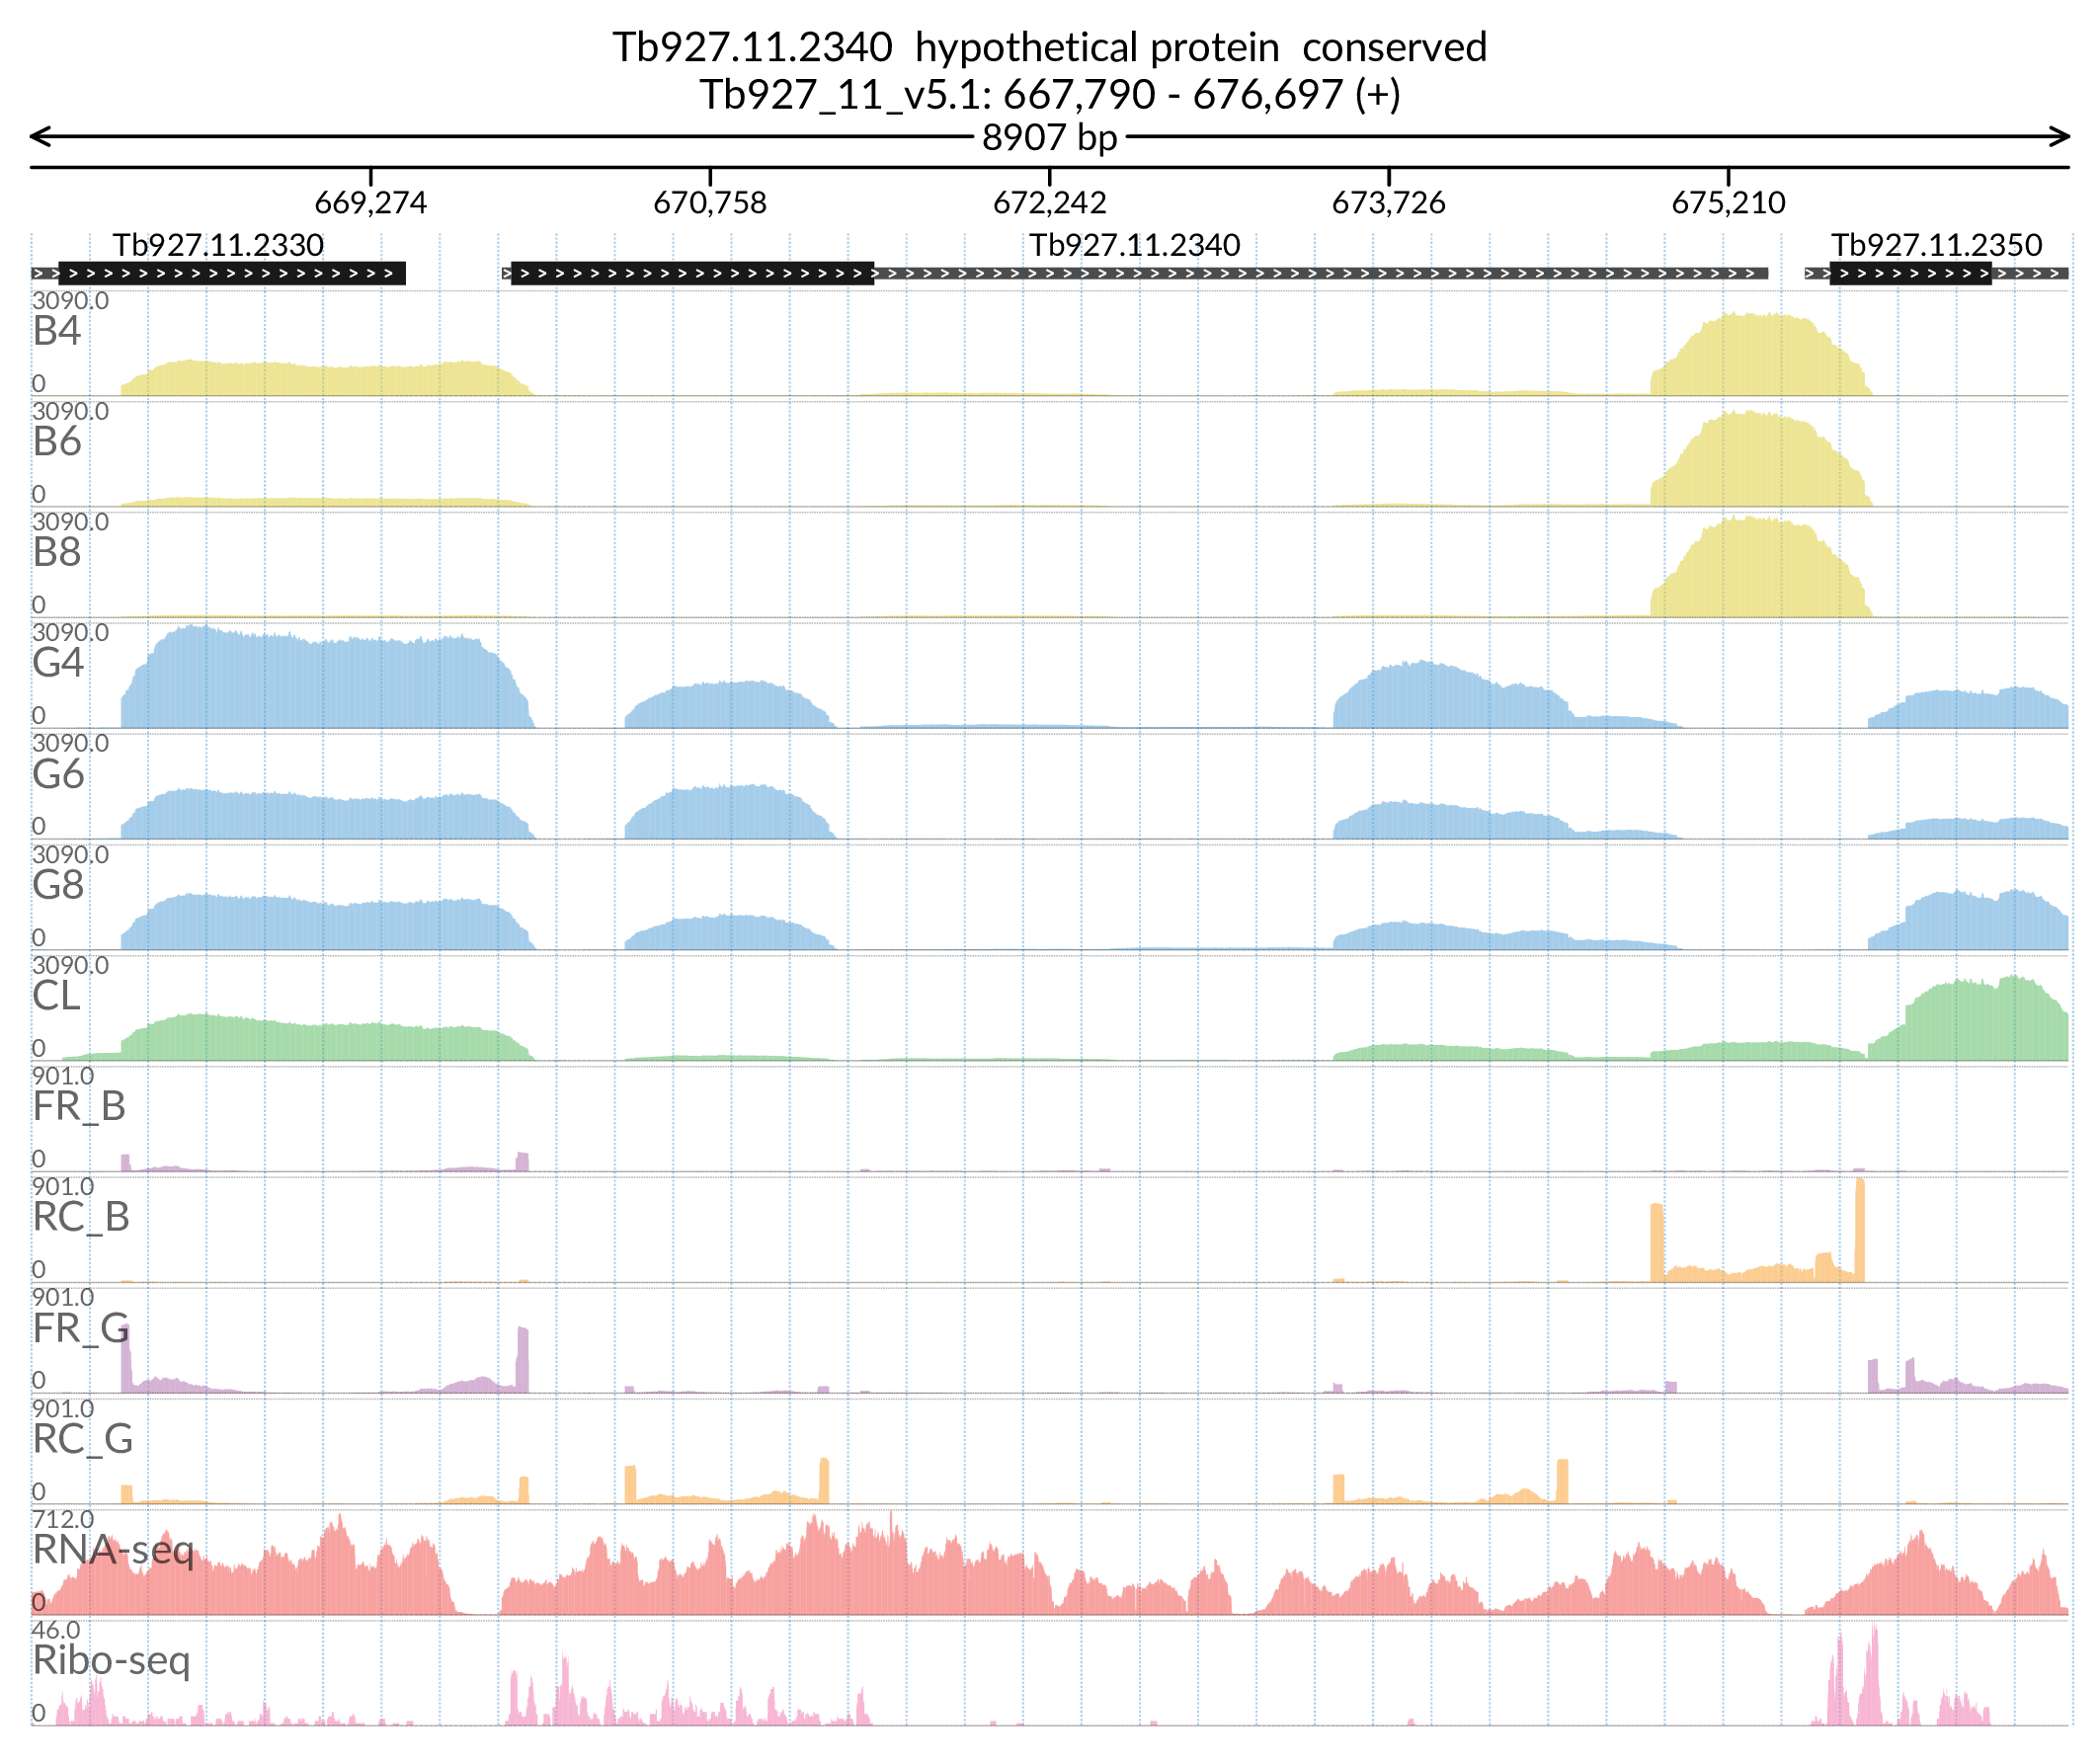 Tb927.11.2340  hypothetical protein  conserved
Tb927_11_v5.1: 667,790 - 676,697 (+)
8907 bp
669,274 670,758 672,242 673,726 675,210
Tb927.11.2330 Tb927.11.2340 Tb927.11.2350
3090.0
B4
0
3090.0
B6
0
3090.0
B8
0
3090.0
G4
0
3090.0
G6
0
3090.0
G8
0
3090.0
CL
0
901.0
FR_B
0
901.0
RC_B
0
901.0
FR_G
0
901.0
RC_G
0
712.0
RNA-seq
0
46.0
Ribo-seq
0